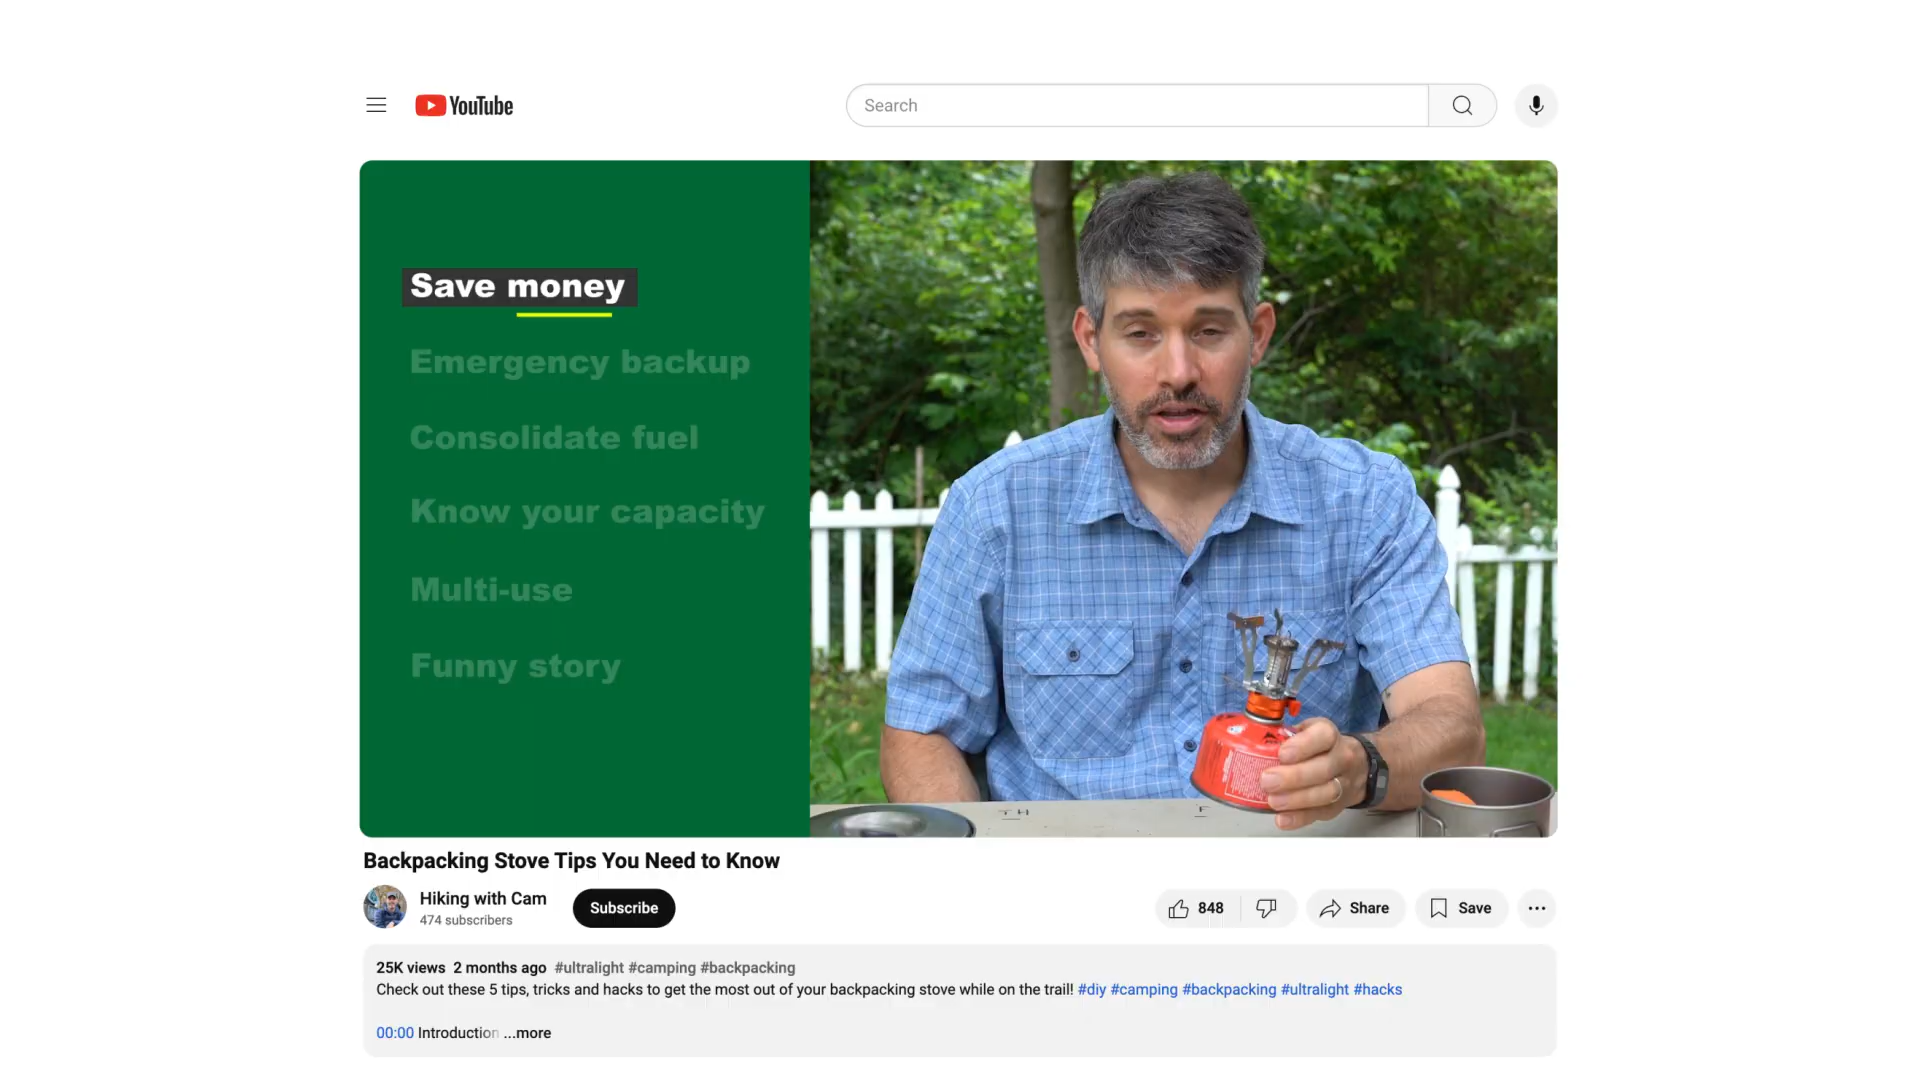 YouTube
Search
Save money
Emergency backup
Consolidate fuel
Know your capacity
Multi-use
Funny story
T H
F
Backpacking Stove Tips You Need to Know
Hiking with Cam
474 subscribers
Subscribe
848
Share
Save
25K views 2 months ago #ultralight #camping #backpacking
Check out these 5 tips, tricks and hacks to get the most out of your backpacking stove while on the trail! #diy #camping #backpacking #ultralight #hacks
00:00 Introduction ...more